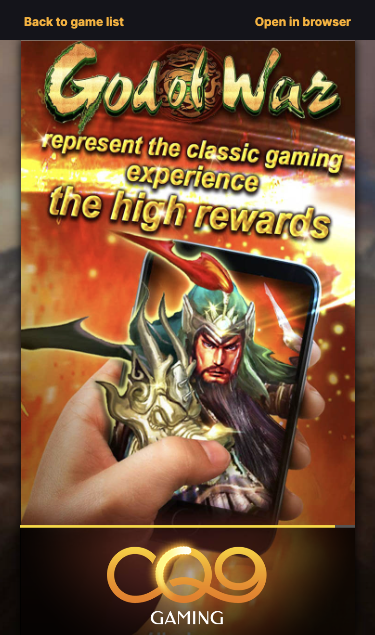 Back to game list Open in browser
God of War
represent the classic gaming
experience
the high rewards
CQ9
GAMING